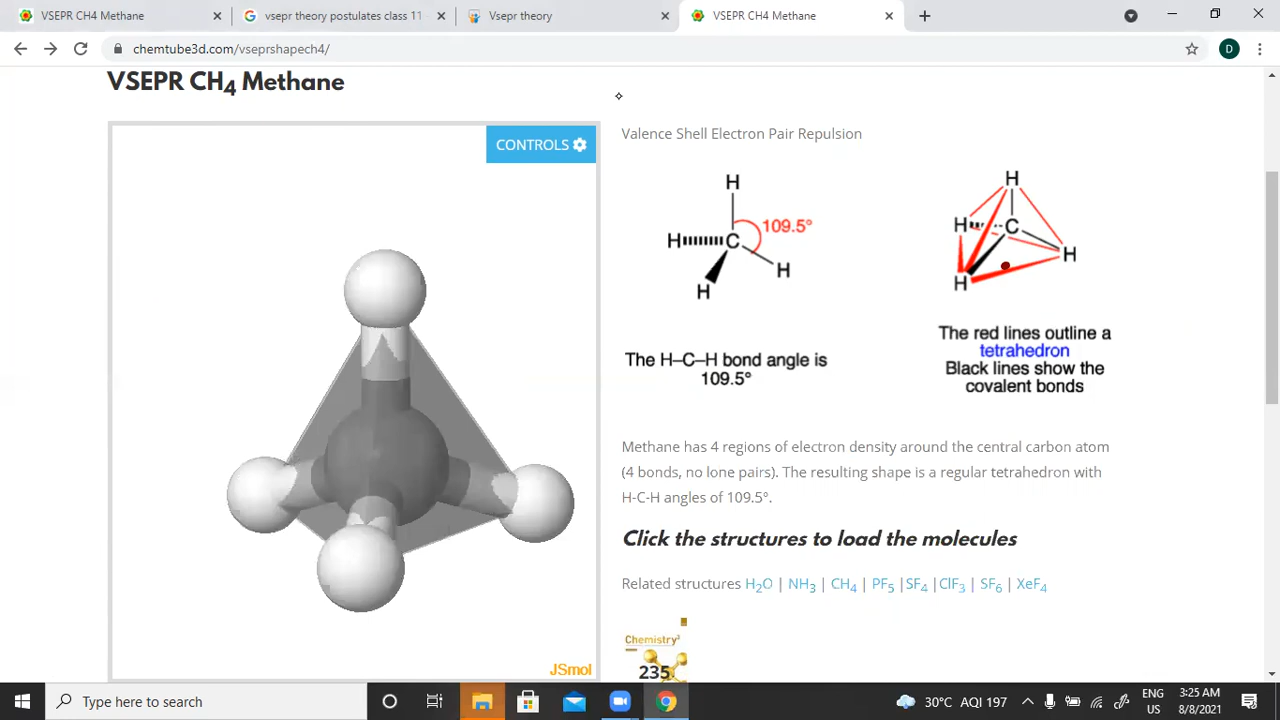 VSEPR CH4 Methane
vsepr theory postulates class 11
Vsepr theory
VSEPR CH4 Methane
chemtube3d.com/vseprshapech4/
D
VSEPR CH₄ Methane
CONTROLS
Valence Shell Electron Pair Repulsion
H
109.5°
H C
H
H
H
H C
H
H
The H–C–H bond angle is
109.5°
The red lines outline a
tetrahedron
Black lines show the
covalent bonds
Methane has 4 regions of electron density around the central carbon atom
(4 bonds, no lone pairs). The resulting shape is a regular tetrahedron with
H-C-H angles of 109.5°.
Click the structures to load the molecules
Related structures H₂O | NH₃ | CH₄ | PF₅ |SF₄ |ClF₃ | SF₆ | XeF₄
Chemistry³
235
JSmol
Type here to search
30°C AQI 197
ENG
US
3:25 AM
8/8/2021